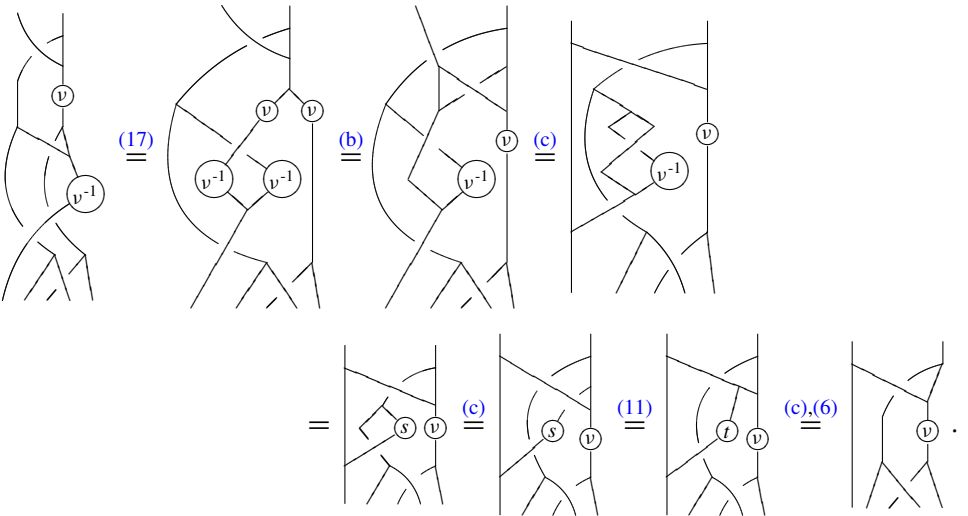 ν (17) ν ν (b) ν (c) ν
ν⁻¹ = ν⁻¹ ν⁻¹ = ν⁻¹ = ν⁻¹
= s ν (c) = s ν (11) = t ν (c),(6) = ν .